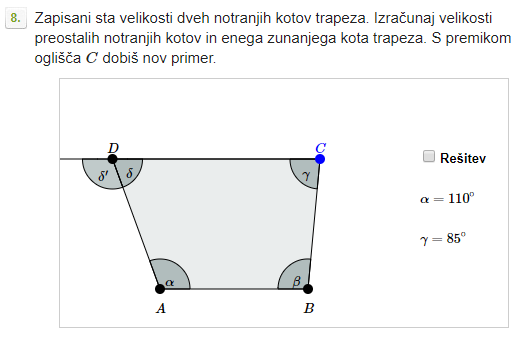 8. Zapisani sta velikosti dveh notranjih kotov trapeza. Izračunaj velikosti
preostalih notranjih kotov in enega zunanjega kota trapeza. S premikom
oglišča C dobiš nov primer.
D C
δ' δ γ
Rešitev
α = 110°
γ = 85°
α β
A B